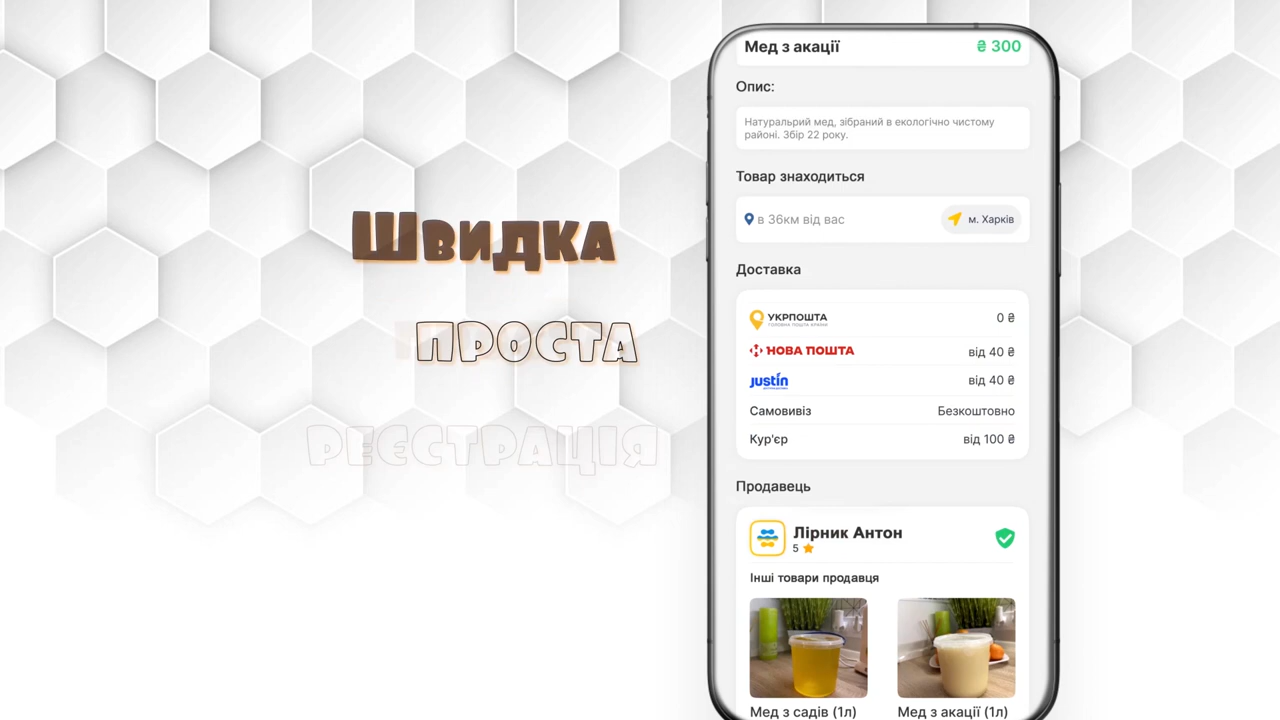 Швидка
проста
реєстрація
Мед з акації ₴ 300
Опис:
Натуральрий мед, зібраний в екологічно чистому
районі. Збір 22 року.
Товар знаходиться
в 36км від вас м. Харків
Доставка
УКРПОШТА 0 ₴
НОВА ПОШТА від 40 ₴
justin від 40 ₴
Самовивіз Безкоштовно
Кур'єр від 100 ₴
Продавець
Лірник Антон
5
Інші товари продавця
Мед з садів (1л) Мед з акації (1л)